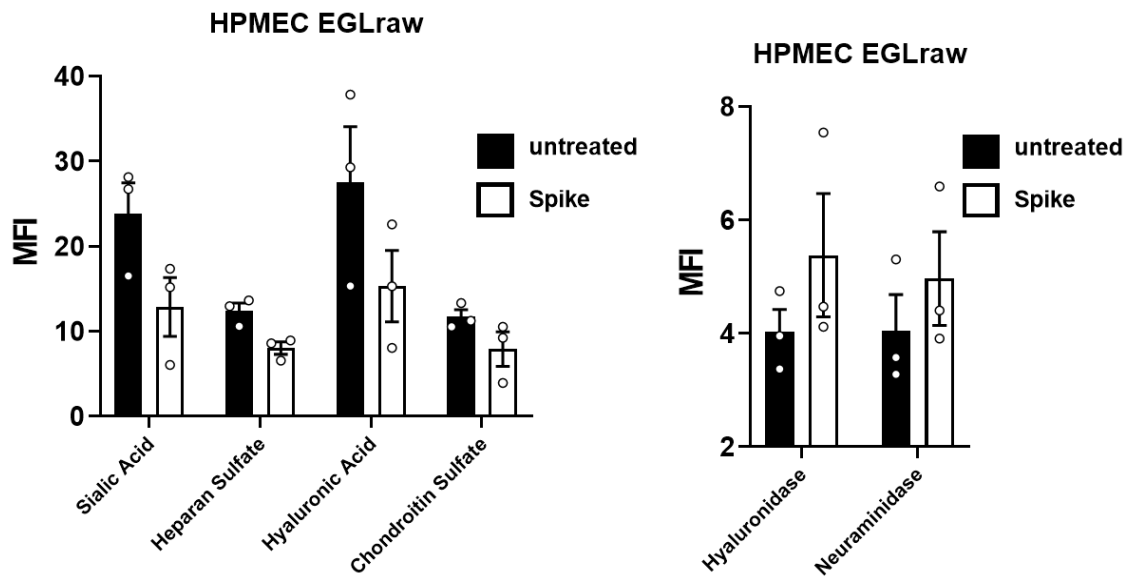 HPMEC EGLraw
MFI
40
30
20
10
0
untreated
Spike
Sialic Acid
Heparan Sulfate
Hyaluronic Acid
Chondroitin Sulfate
HPMEC EGLraw
MFI
8
6
4
2
untreated
Spike
Hyaluronidase
Neuraminidase